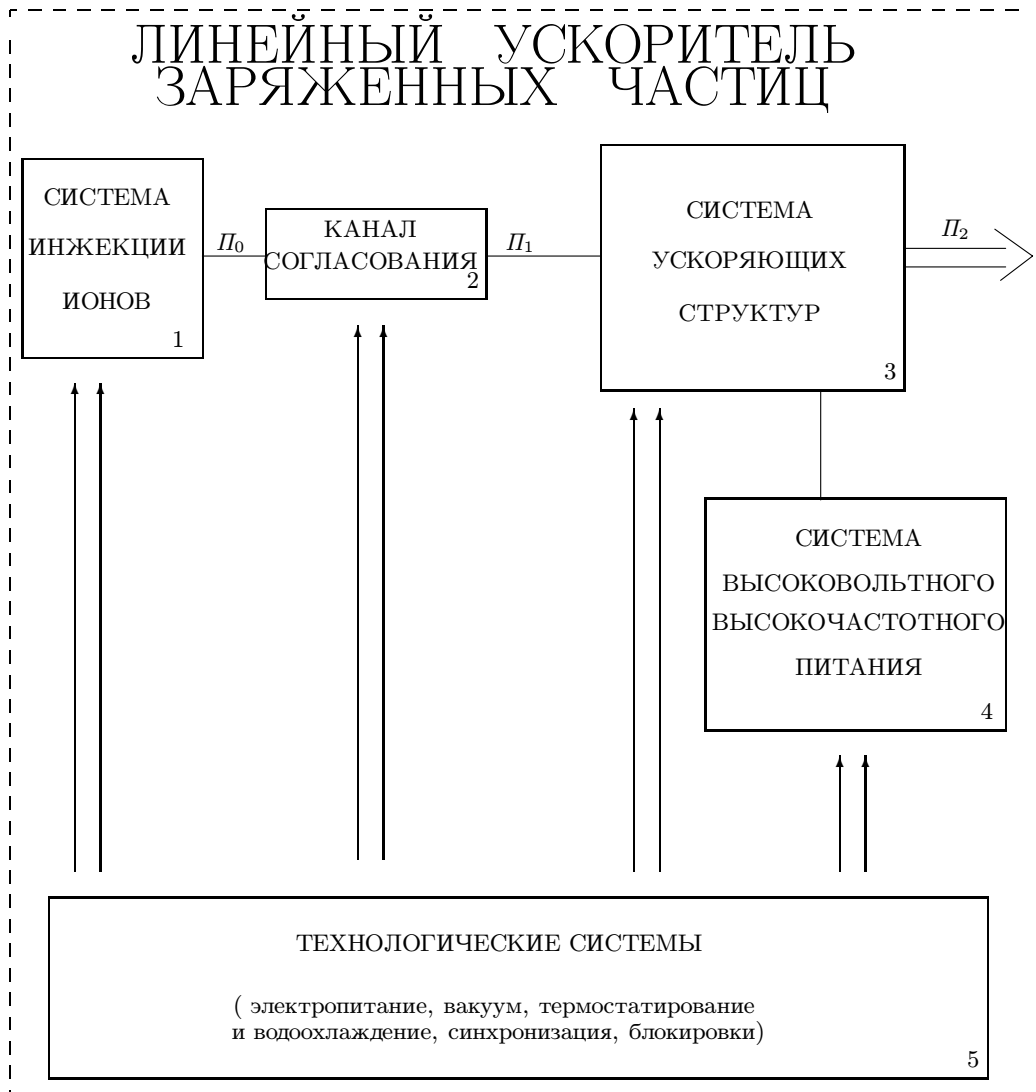 ЛИНЕЙНЫЙ УСКОРИТЕЛЬ
ЗАРЯЖЕННЫХ ЧАСТИЦ
СИСТЕМА
ИНЖЕКЦИИ
ИОНОВ
1
П₀
КАНАЛ
СОГЛАСОВАНИЯ
2
П₁
СИСТЕМА
УСКОРЯЮЩИХ
СТРУКТУР
3
П₂
СИСТЕМА
ВЫСОКОВОЛЬТНОГО
ВЫСОКОЧАСТОТНОГО
ПИТАНИЯ
4
ТЕХНОЛОГИЧЕСКИЕ СИСТЕМЫ
( электропитание, вакуум, термостатирование
и водоохлаждение, синхронизация, блокировки)
5